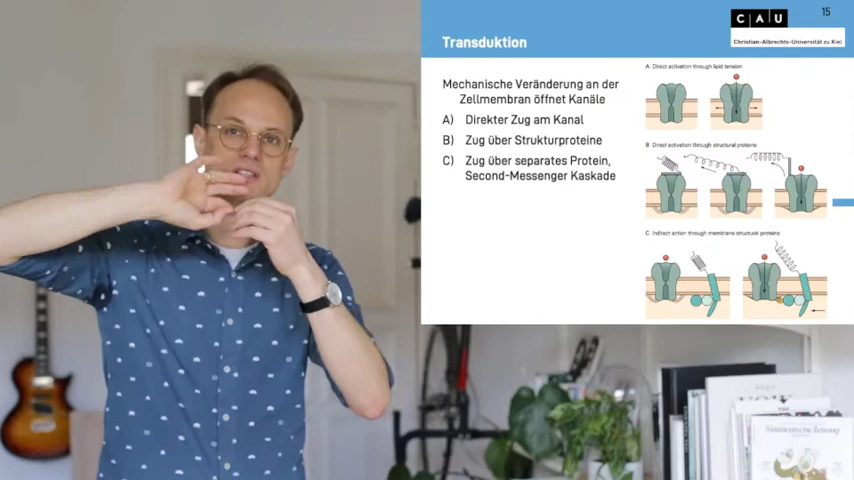 15
CAU
Christian-Albrechts-Universität zu Kiel
Transduktion
Mechanische Veränderung an der
Zellmembran öffnet Kanäle
A) Direkter Zug am Kanal
B) Zug über Strukturproteine
C) Zug über separates Protein,
Second-Messenger Kaskade
A Direct activation through lipid tension
B Direct activation through structural proteins
C Indirect action through membrane structural proteins
Süddeutsche Zeitung